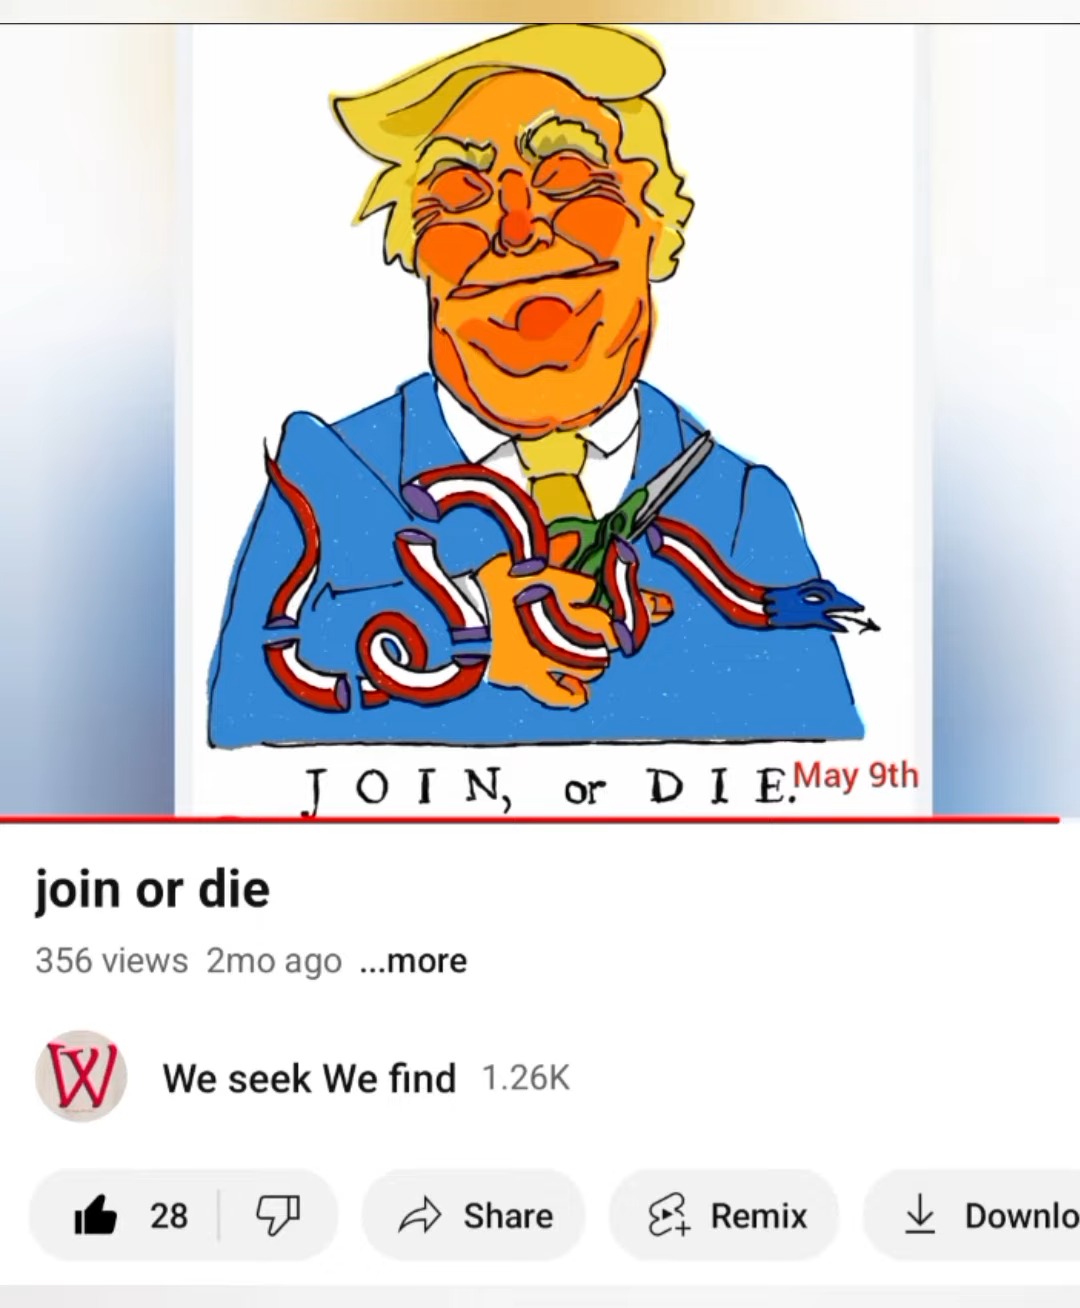 JOIN, or DIE.
May 9th
join or die
356 views 2mo ago ...more
W
We seek We find 1.26K
28
Share
Remix
Downlo